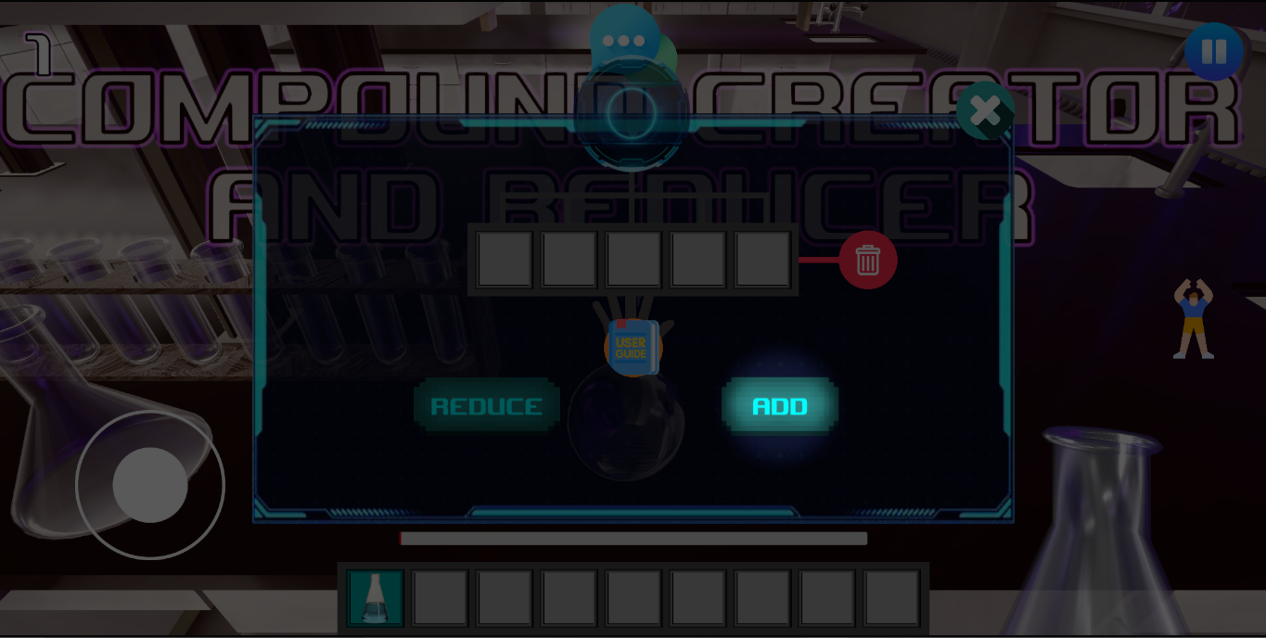 1
COMPOUND CREATOR
AND REDUCER
USER
GUIDE
REDUCE
ADD